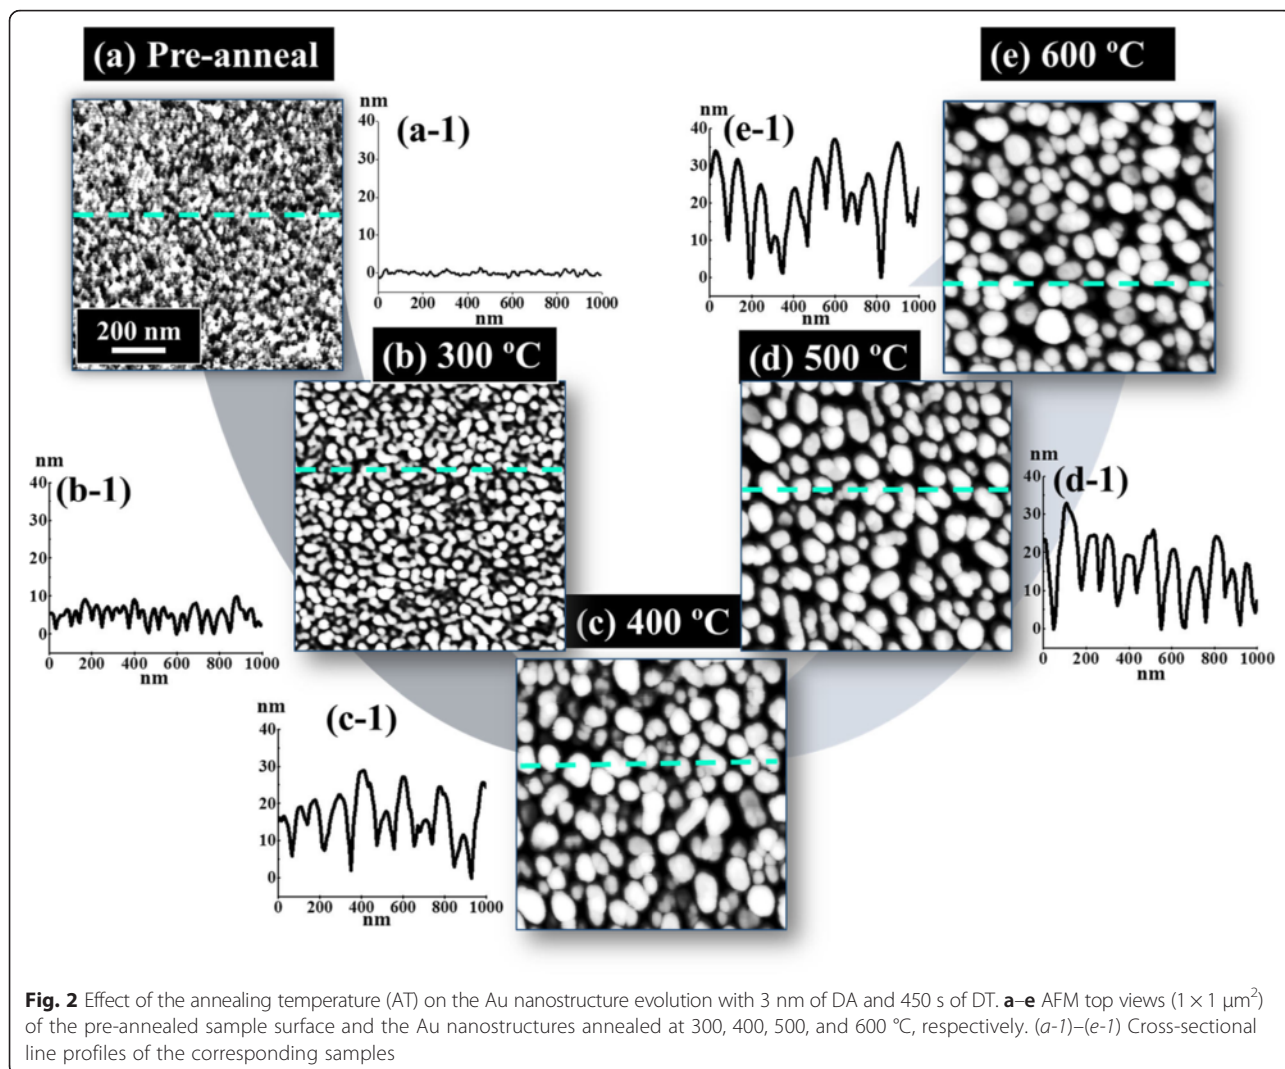 (a) Pre-anneal
(e) 600 ºC
nm
(a-1)
40
30
20
10
0
0 200 400 600 800 1000
nm
200 nm
nm
(e-1)
40
30
20
10
0
0 200 400 600 800 1000
nm
(b) 300 ºC
(d) 500 ºC
nm
(b-1)
40
30
20
10
0
0 200 400 600 800 1000
nm
nm
(d-1)
40
30
20
10
0
0 200 400 600 800 1000
nm
(c) 400 ºC
nm
(c-1)
40
30
20
10
0
0 200 400 600 800 1000
nm
Fig. 2 Effect of the annealing temperature (AT) on the Au nanostructure evolution with 3 nm of DA and 450 s of DT. a–e AFM top views (1 × 1 μm²)
of the pre-annealed sample surface and the Au nanostructures annealed at 300, 400, 500, and 600 °C, respectively. (a-1)–(e-1) Cross-sectional
line profiles of the corresponding samples